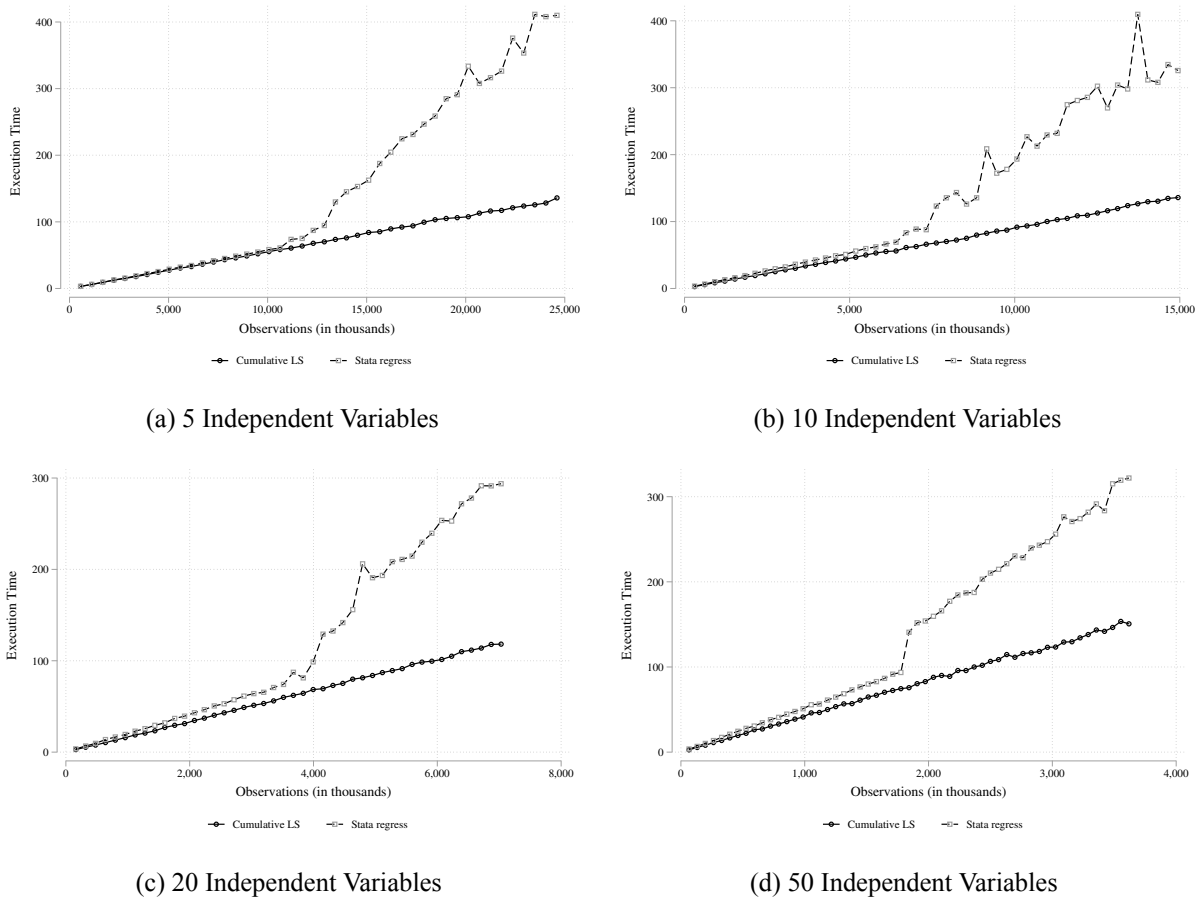 400
300
200
100
0
Execution Time
0 5,000 10,000 15,000 20,000 25,000
Observations (in thousands)
Cumulative LS Stata regress
(a) 5 Independent Variables
400
300
200
100
0
Execution Time
0 5,000 10,000 15,000
Observations (in thousands)
Cumulative LS Stata regress
(b) 10 Independent Variables
300
200
100
0
Execution Time
0 2,000 4,000 6,000 8,000
Observations (in thousands)
Cumulative LS Stata regress
(c) 20 Independent Variables
300
200
100
0
Execution Time
0 1,000 2,000 3,000 4,000
Observations (in thousands)
Cumulative LS Stata regress
(d) 50 Independent Variables